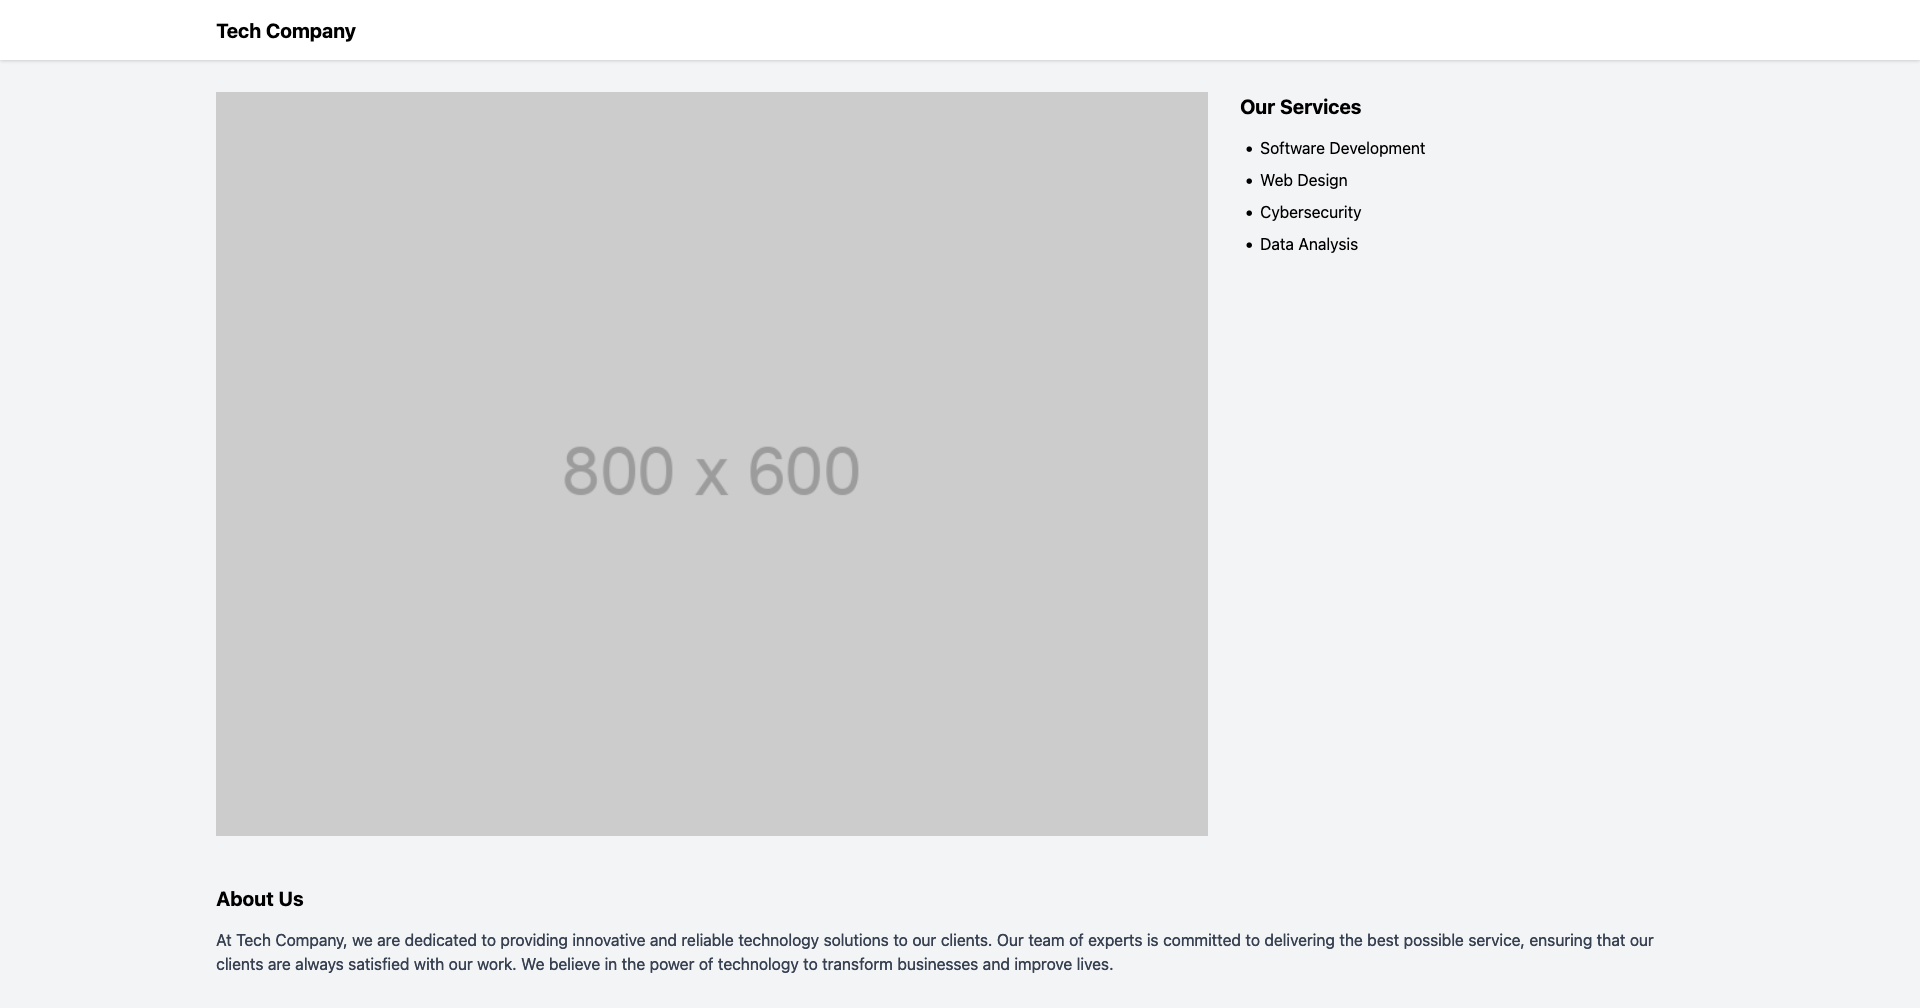 Tech Company
800 x 600
Our Services
• Software Development
• Web Design
• Cybersecurity
• Data Analysis
About Us
At Tech Company, we are dedicated to providing innovative and reliable technology solutions to our clients. Our team of experts is committed to delivering the best possible service, ensuring that our
clients are always satisfied with our work. We believe in the power of technology to transform businesses and improve lives.